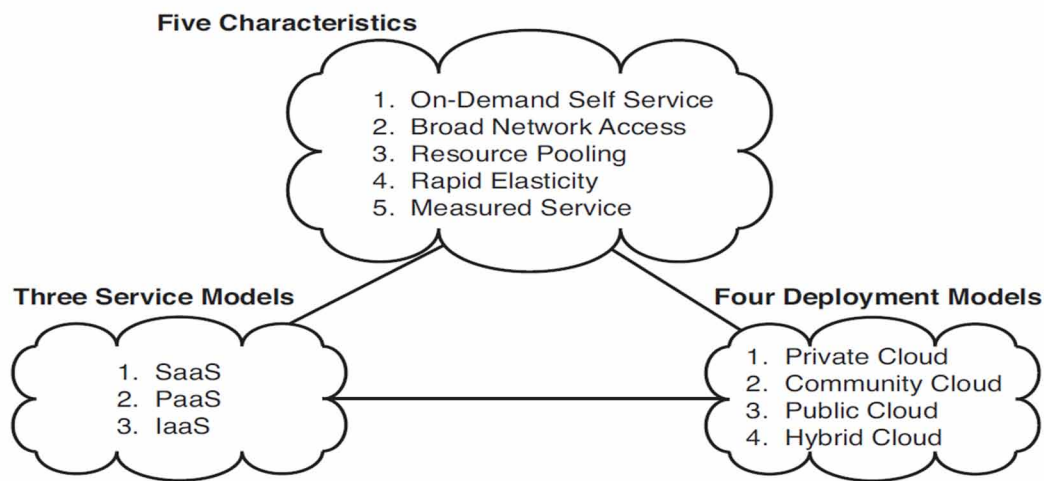 Five Characteristics
1. On-Demand Self Service
2. Broad Network Access
3. Resource Pooling
4. Rapid Elasticity
5. Measured Service
Three Service Models
1. SaaS
2. PaaS
3. IaaS
Four Deployment Models
1. Private Cloud
2. Community Cloud
3. Public Cloud
4. Hybrid Cloud